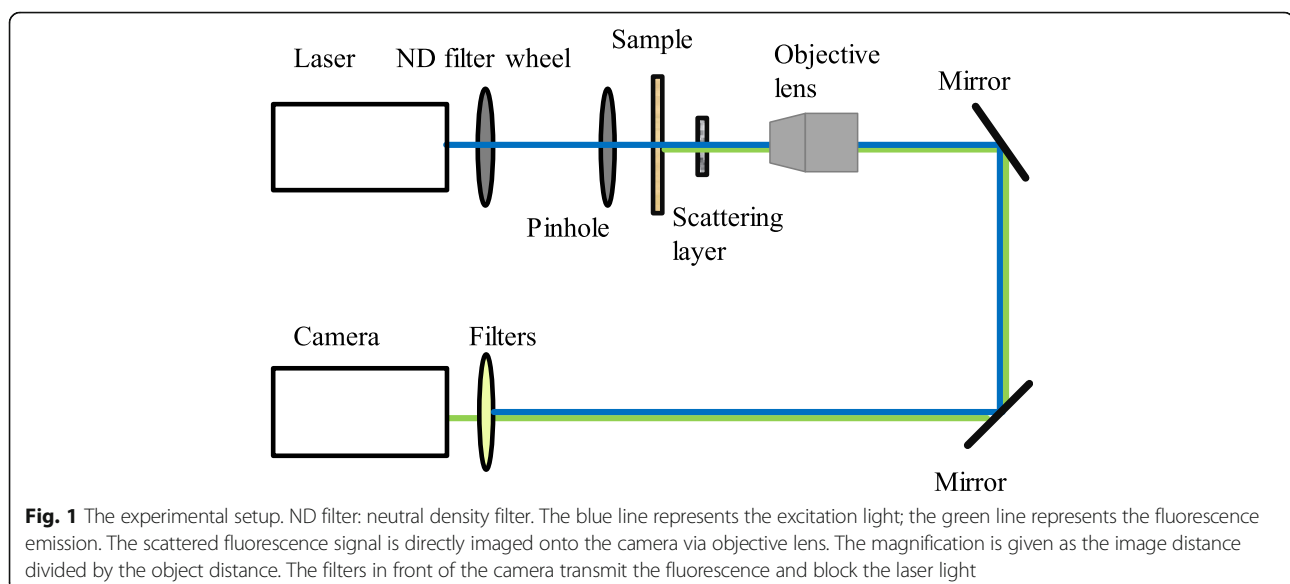 Laser
ND filter wheel
Sample
Objective
lens
Mirror
Pinhole
Scattering
layer
Camera
Filters
Mirror
Fig. 1 The experimental setup. ND filter: neutral density filter. The blue line represents the excitation light; the green line represents the fluorescence
emission. The scattered fluorescence signal is directly imaged onto the camera via objective lens. The magnification is given as the image distance
divided by the object distance. The filters in front of the camera transmit the fluorescence and block the laser light